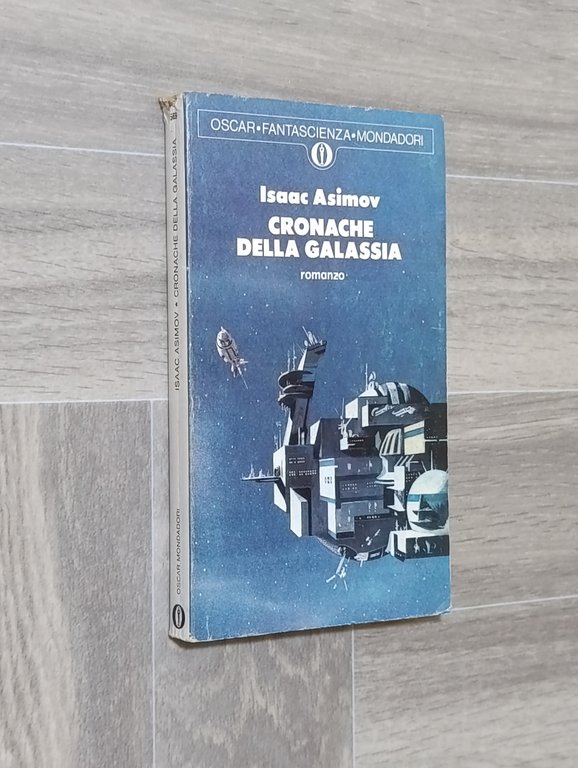 OSCAR•FANTASCIENZA•MONDADORI
Isaac Asimov
CRONACHE
DELLA GALASSIA
romanzo
ISAAC ASIMOV • CRONACHE DELLA GALASSIA
OSCAR MONDADORI